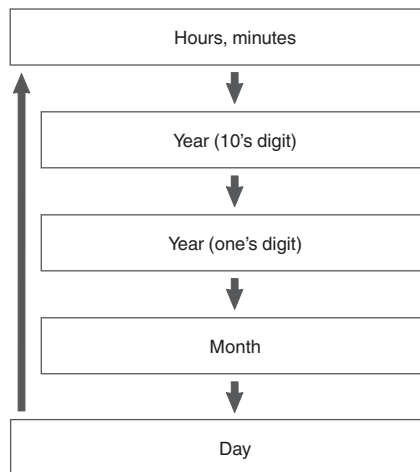 Hours, minutes
Year (10’s digit)
Year (one’s digit)
Month
Day